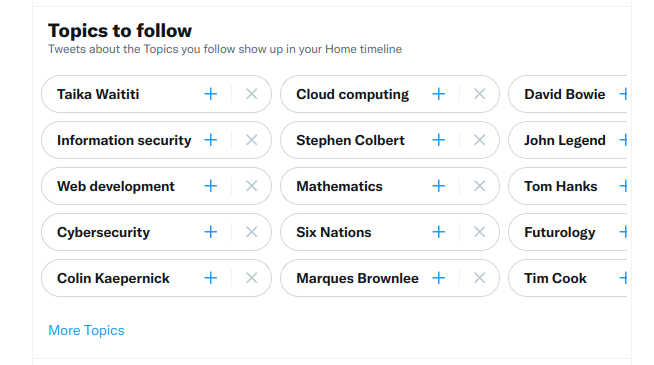 Topics to follow
Tweets about the Topics you follow show up in your Home timeline
Taika Waititi
Cloud computing
David Bowie
Information security
Stephen Colbert
John Legend
Web development
Mathematics
Tom Hanks
Cybersecurity
Six Nations
Futurology
Colin Kaepernick
Marques Brownlee
Tim Cook
More Topics